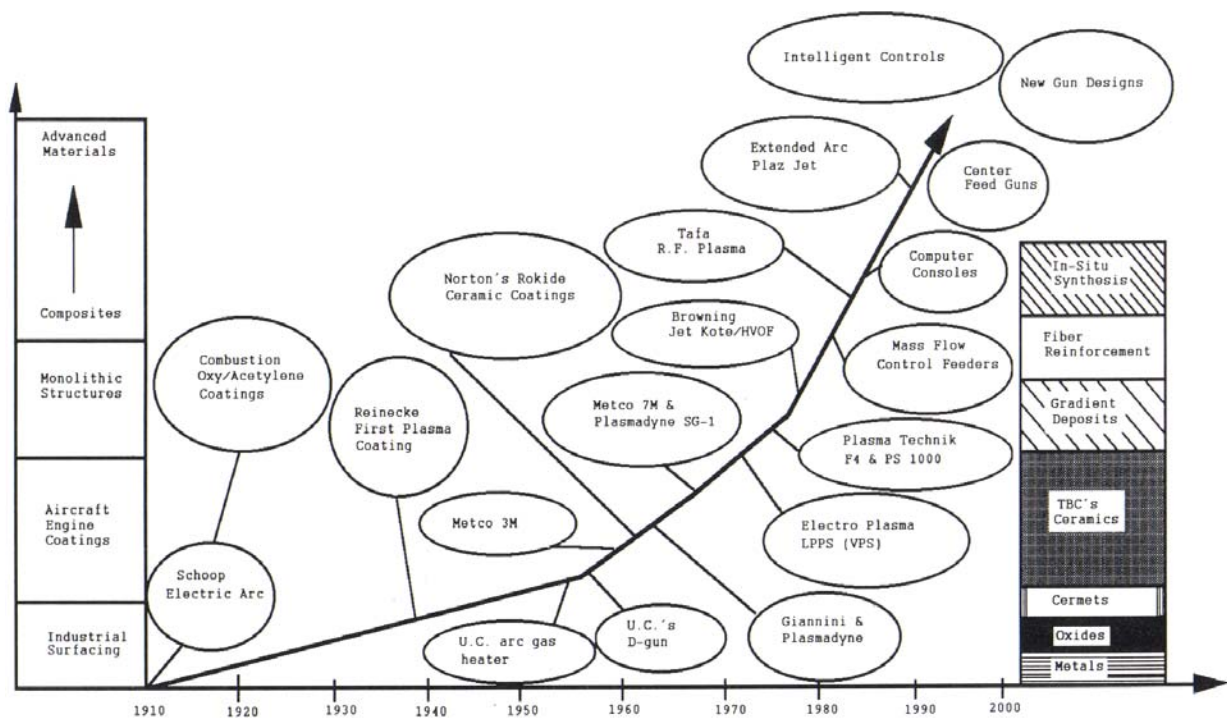 Intelligent Controls
New Gun Designs
Advanced
Materials
Extended Arc
Plaz Jet
Center
Feed Guns
Tafa
R.F. Plasma
Norton's Rokide
Ceramic Coatings
Computer
Consoles
In-Situ
Synthesis
Composites
Browning
Jet Kote/HVOF
Mass Flow
Control Feeders
Fiber
Reinforcement
Combustion
Oxy/Acetylene
Coatings
Monolithic
Structures
Reinecke
First Plasma
Coating
Metco 7M &
Plasmadyne SG-1
Gradient
Deposits
Plasma Technik
F4 & PS 1000
Aircraft
Engine
Coatings
Metco 3M
Electro Plasma
LPPS (VPS)
TBC's
Ceramics
Schoop
Electric Arc
Cermets
Industrial
Surfacing
U.C. arc gas
heater
U.C.'s
D-gun
Giannini &
Plasmadyne
Oxides
Metals
1910
1920
1930
1940
1950
1960
1970
1980
1990
2000